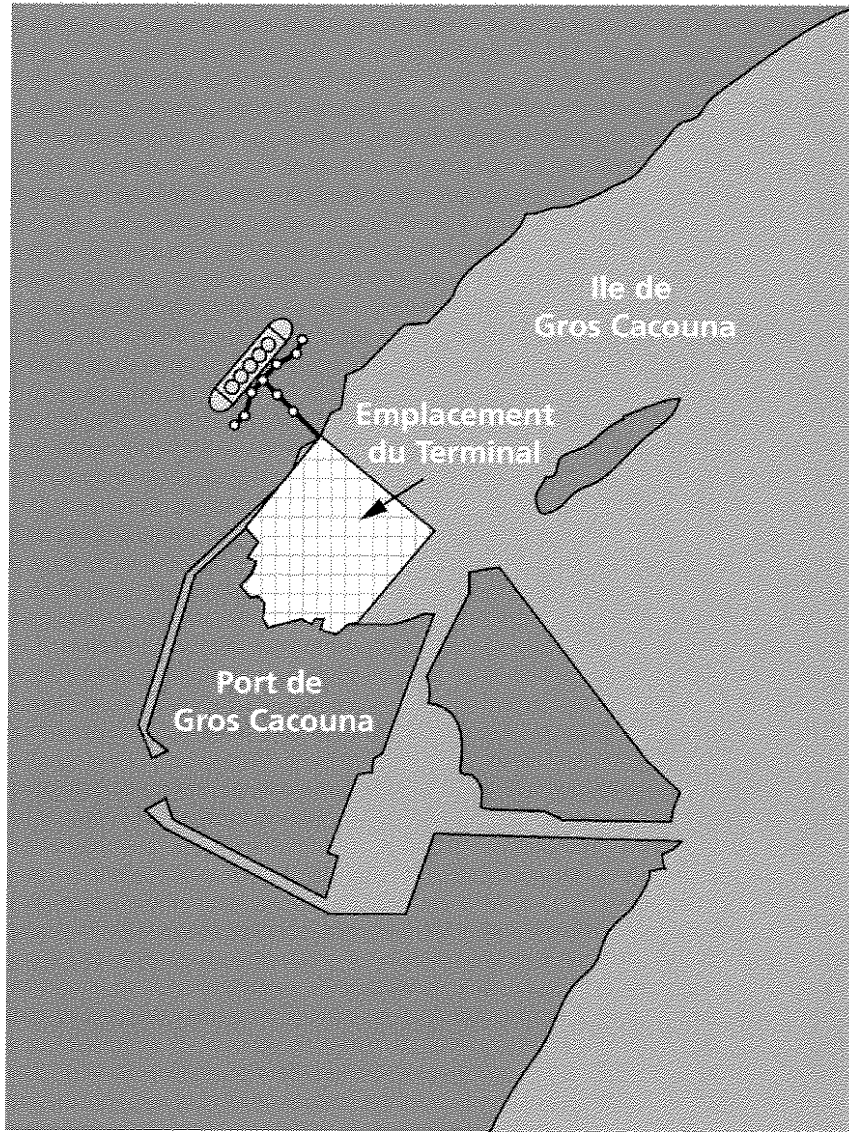 Ile de
Gros Cacouna
Emplacement
du Terminal
Port de
Gros Cacouna